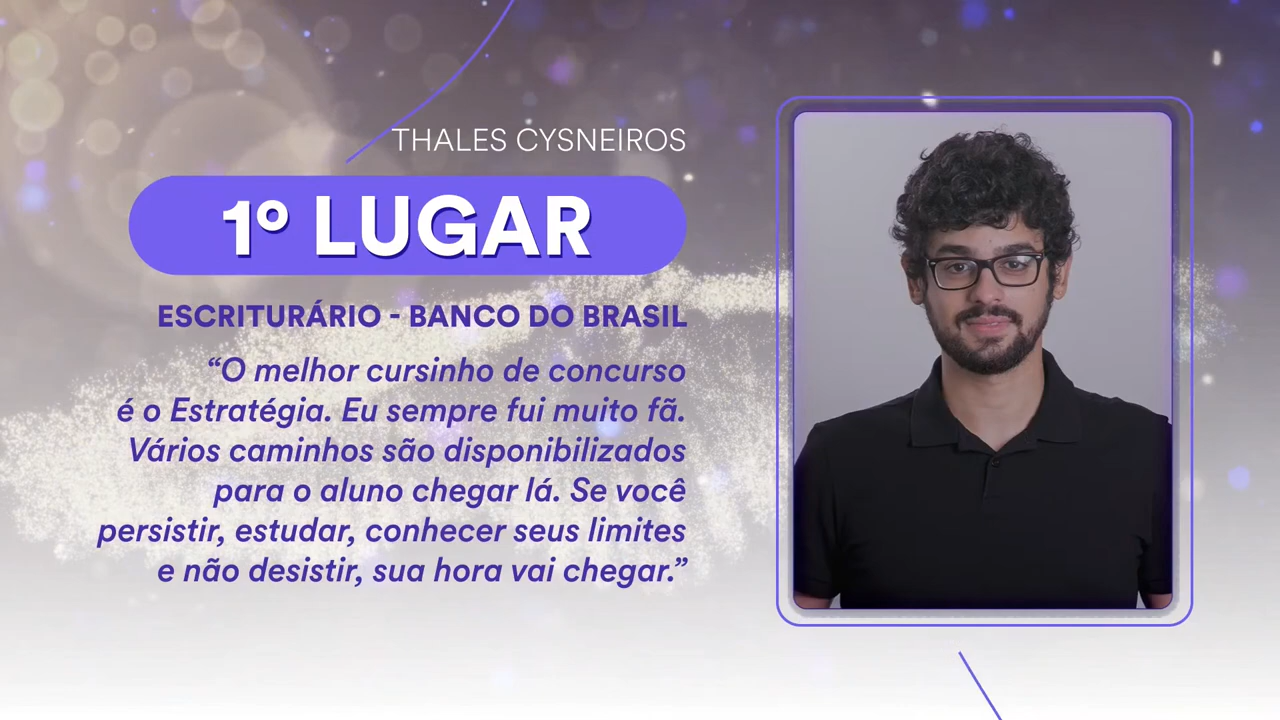 THALES CYSNEIROS
1º LUGAR
ESCRITURÁRIO - BANCO DO BRASIL
“O melhor cursinho de concurso
é o Estratégia. Eu sempre fui muito fã.
Vários caminhos são disponibilizados
para o aluno chegar lá. Se você
persistir, estudar, conhecer seus limites
e não desistir, sua hora vai chegar.”